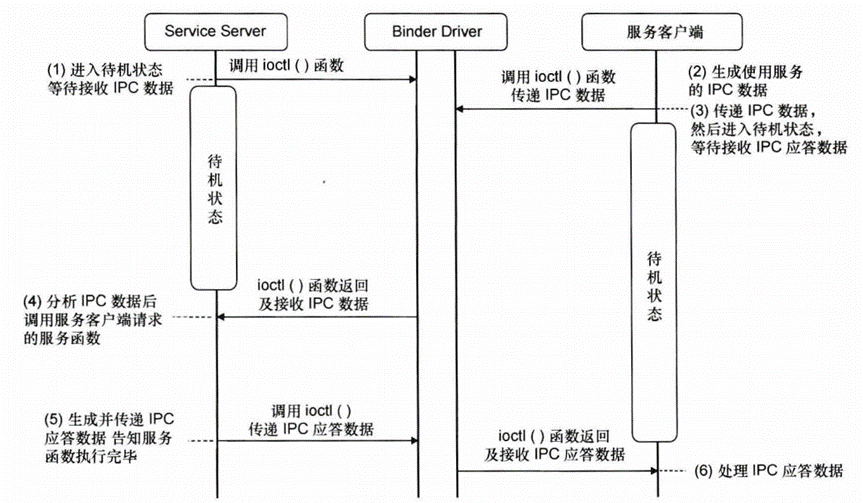 Service Server
Binder Driver
服务客户端
(1) 进入待机状态
等待接收 IPC 数据
调用 ioctl ( ) 函数
调用 ioctl ( ) 函数
传递 IPC 数据
(2) 生成使用服务
的 IPC 数据
(3) 传递 IPC 数据，
然后进入待机状态，
等待接收 IPC 应答数据
待机状态
待机状态
ioctl ( ) 函数返回
及接收 IPC 数据
(4) 分析 IPC 数据后
调用服务客户端请求
的服务函数
(5) 生成并传递 IPC
应答数据 告知服务
函数执行完毕
调用 ioctl ( )
传递 IPC 应答数据
ioctl ( ) 函数返回
及接收 IPC 应答数据
(6) 处理 IPC 应答数据